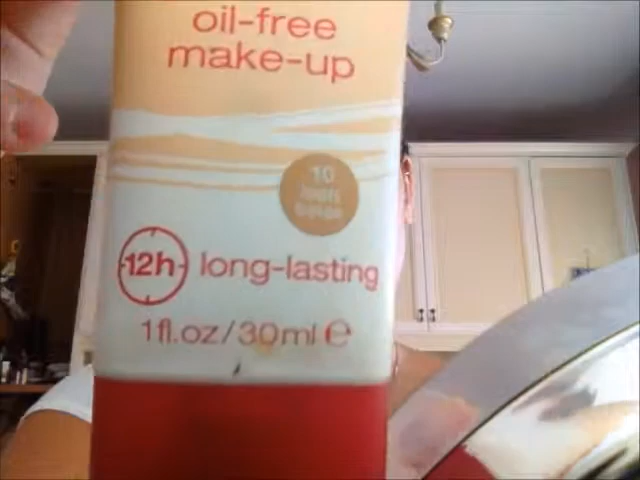 oil-free
make-up
10
12h long-lasting
1fl.oz/30ml e